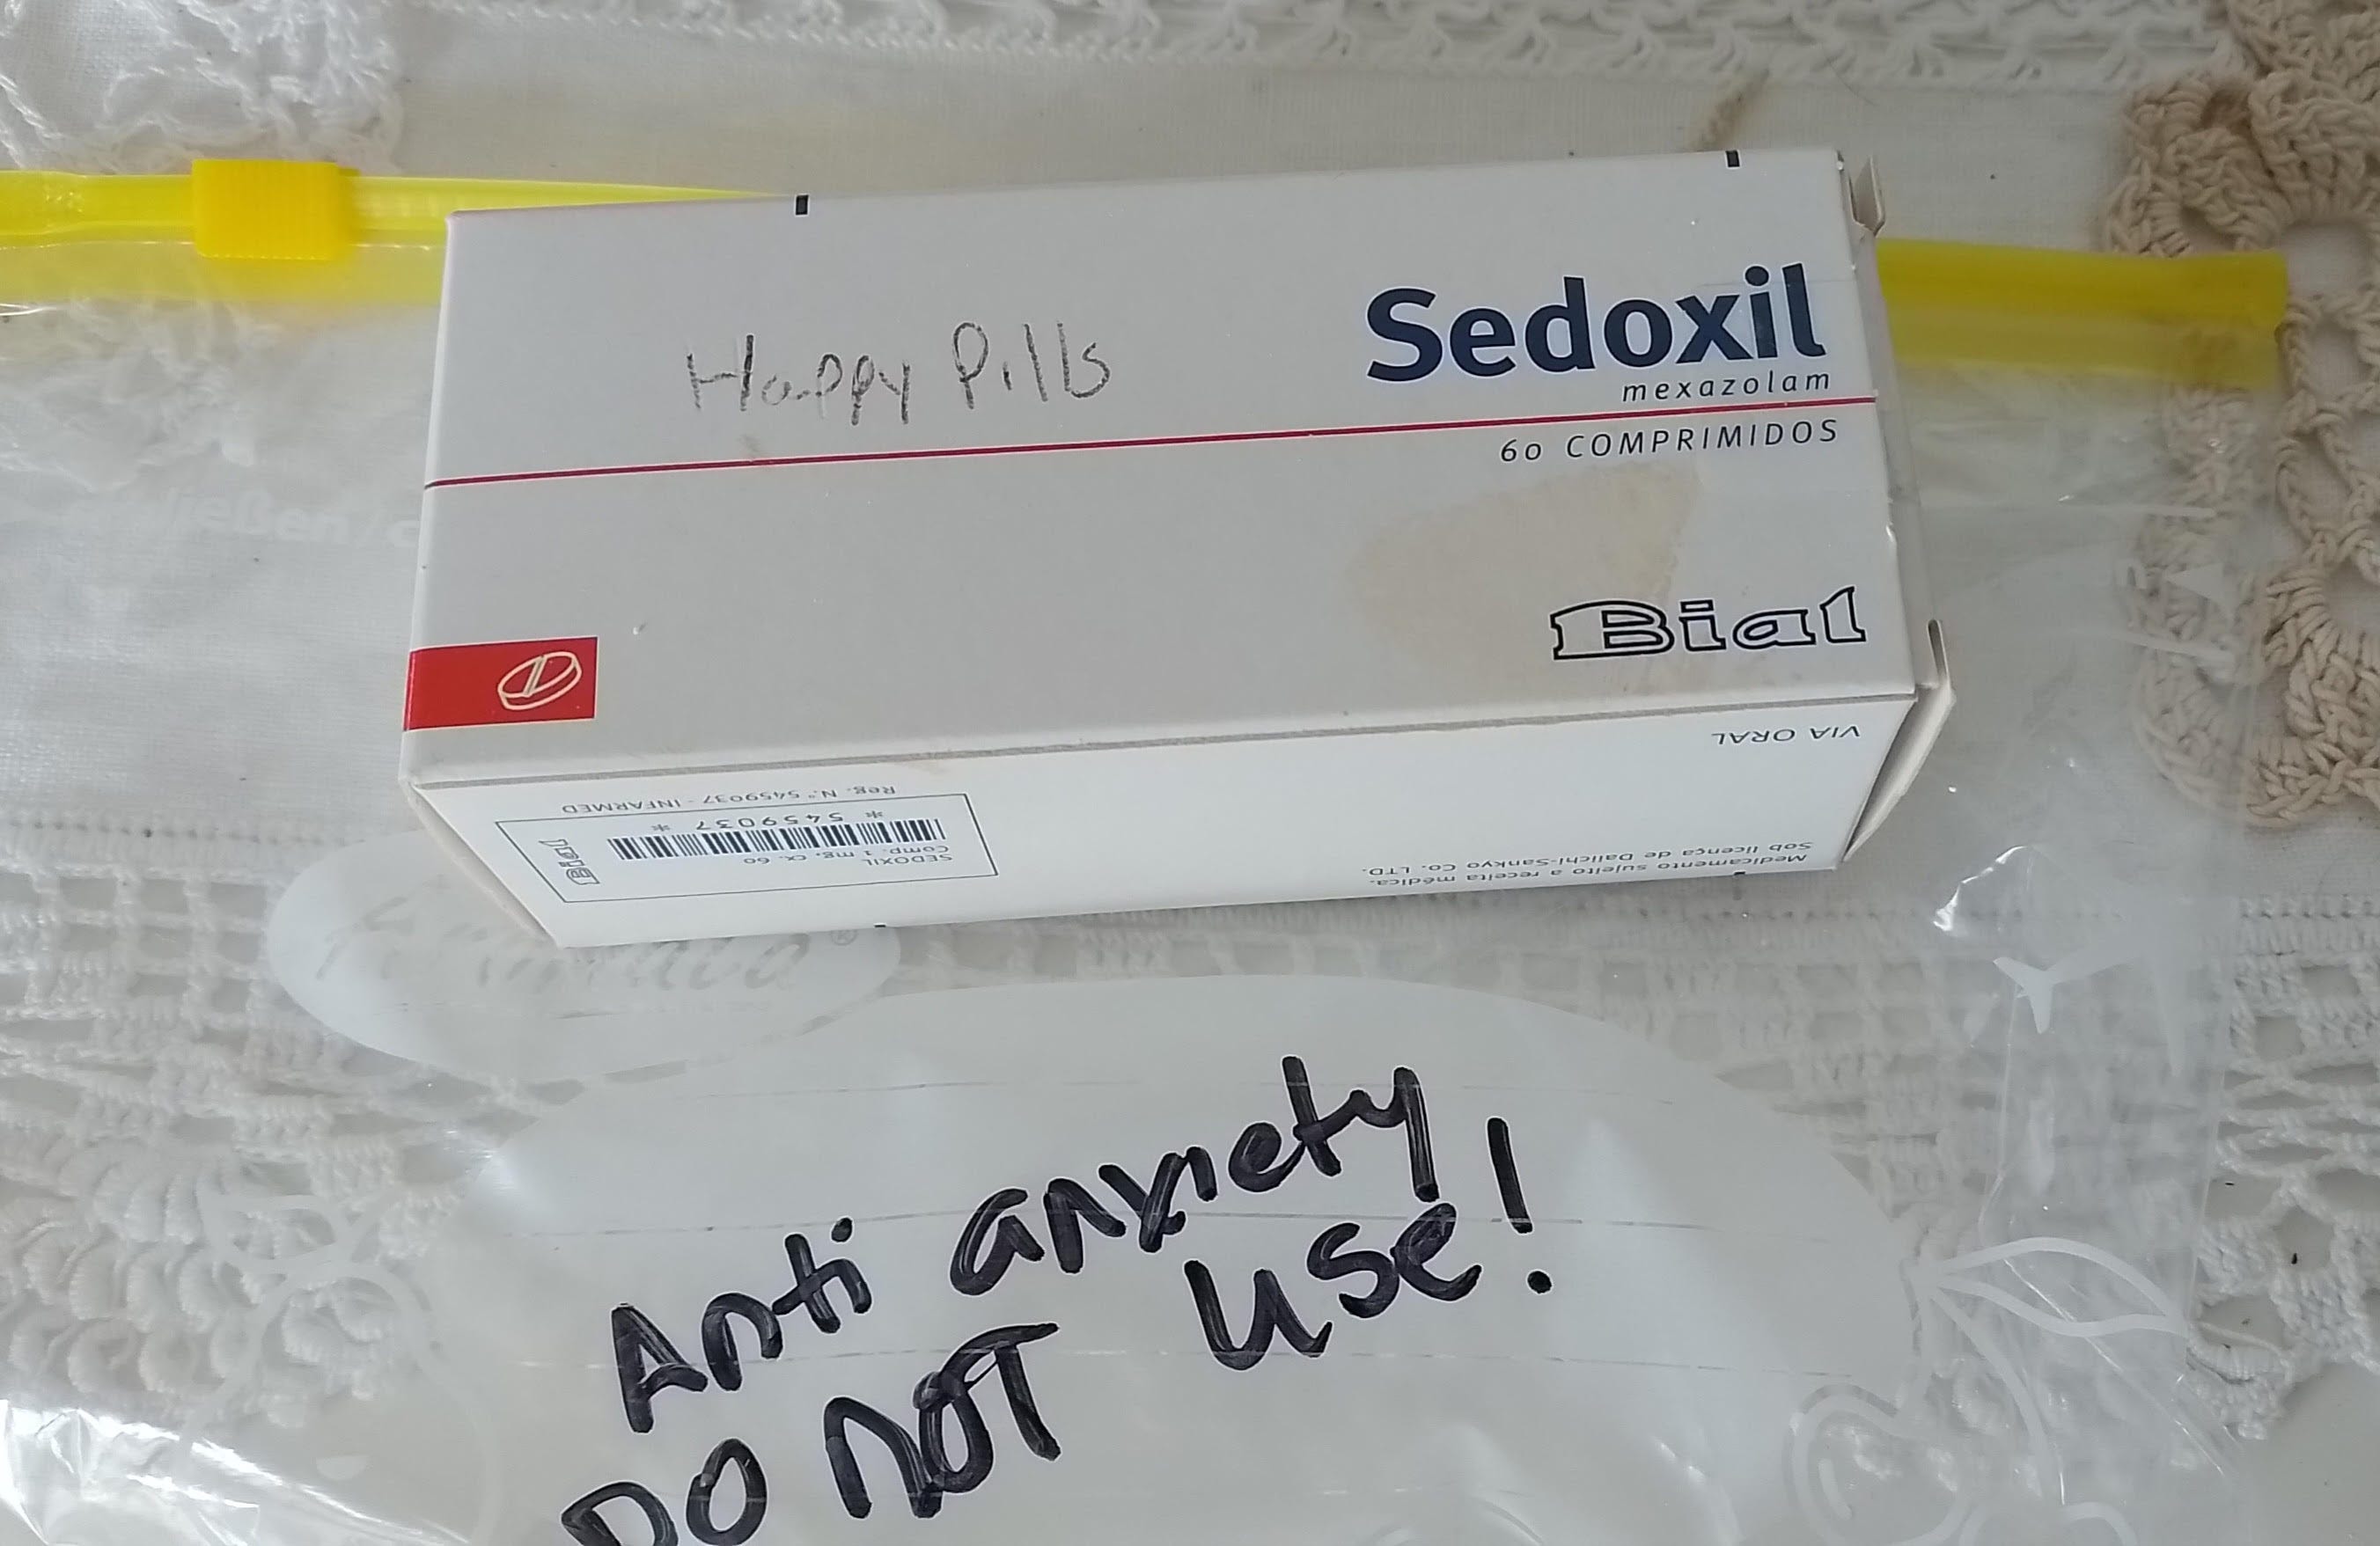 Happy Pills
Sedoxil
mexazolam
60 COMPRIMIDOS
Bial
VIA ORAL
Medicamento sujeito a receita médica.
Sob licença de Daiichi-Sankyo Co. LTD.
SEDOXIL
Comp. 1 mg. cx. 60
* 5459037 *
Reg. N.º 5459037 - INFARMED
Bial
Anti anxiety
DO NOT use!